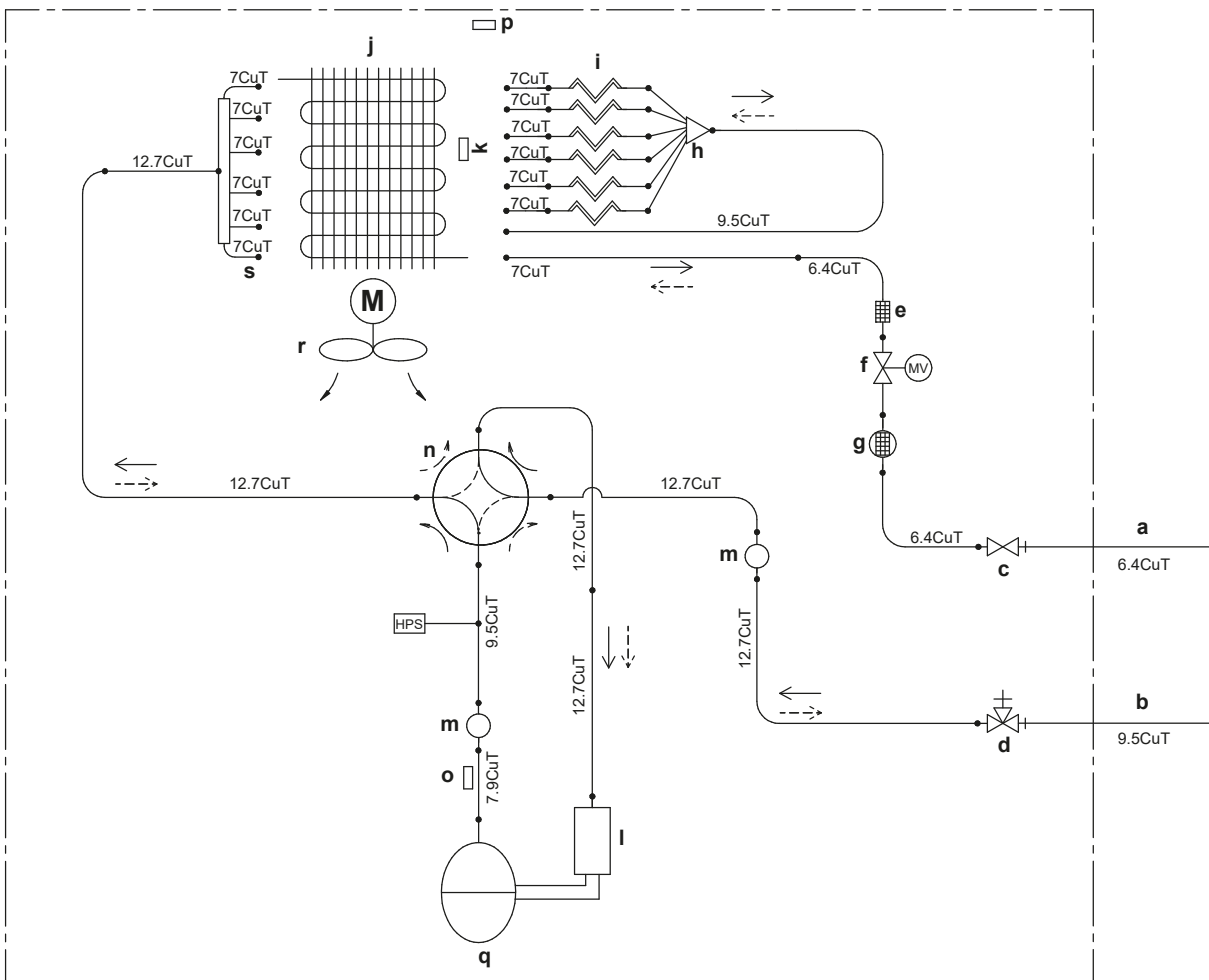 p
j
i
7CuT
7CuT
7CuT
7CuT
7CuT
7CuT
s
12.7CuT
k
7CuT
7CuT
7CuT
7CuT
7CuT
7CuT
h
9.5CuT
7CuT
6.4CuT
M
r
e
f
MV
g
n
12.7CuT
12.7CuT
6.4CuT
a
6.4CuT
c
m
12.7CuT
HPS
9.5CuT
12.7CuT
12.7CuT
b
9.5CuT
d
m
o
7.9CuT
l
q